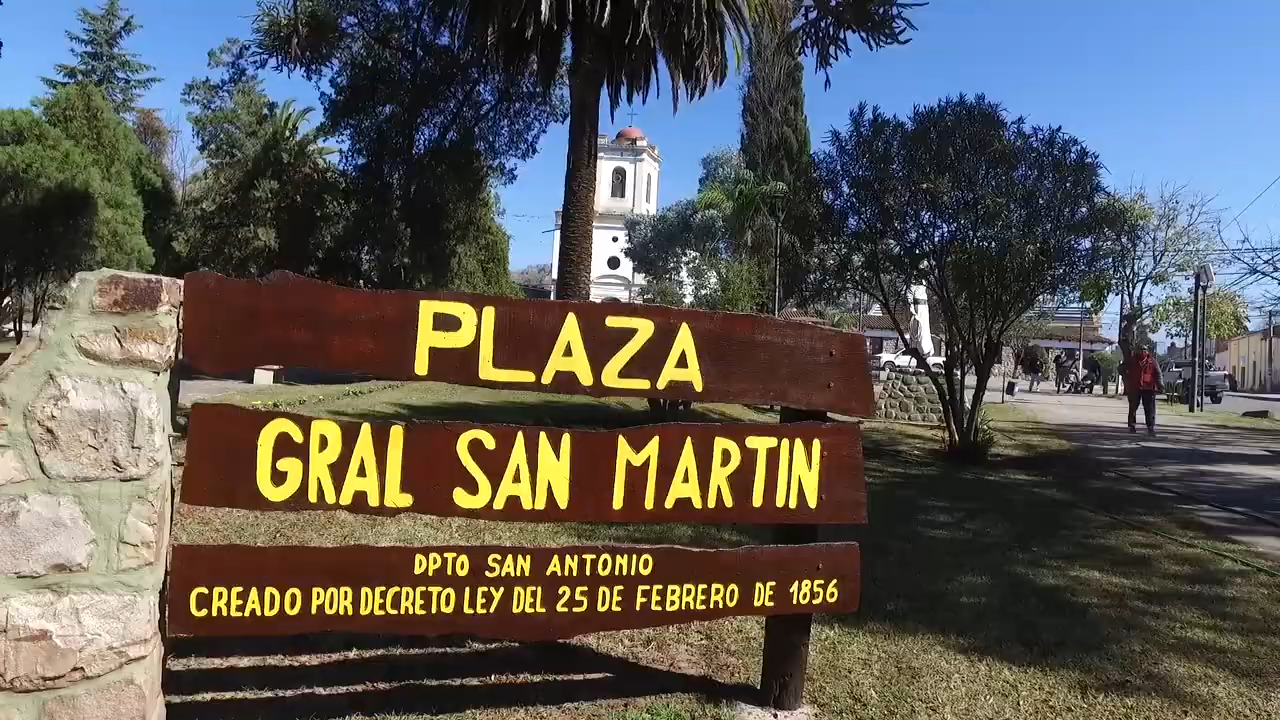 PLAZA
GRAL SAN MARTIN
DPTO SAN ANTONIO
CREADO POR DECRETO LEY DEL 25 DE FEBRERO DE 1856